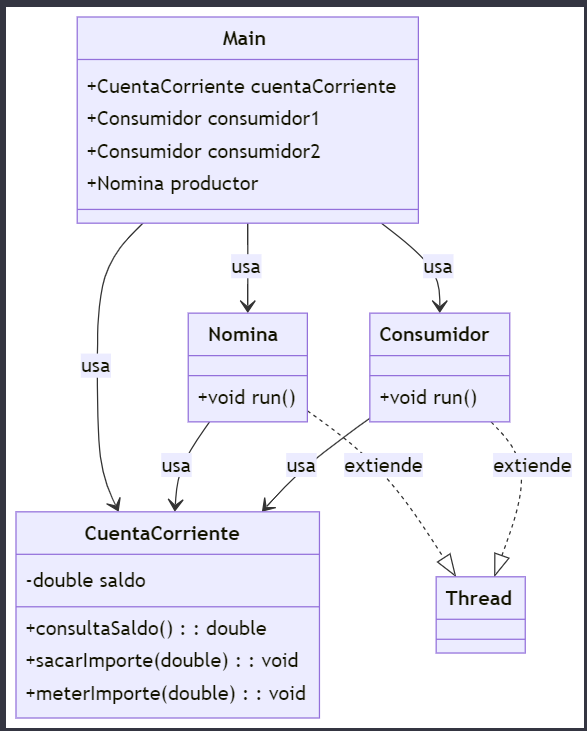 Main
+CuentaCorriente cuentaCorriente
+Consumidor consumidor1
+Consumidor consumidor2
+Nomina productor
usa
usa
usa
Nomina
+void run()
Consumidor
+void run()
usa
usa
extiende
extiende
CuentaCorriente
-double saldo
+consultaSaldo() : : double
+sacarImporte(double) : : void
+meterImporte(double) : : void
Thread